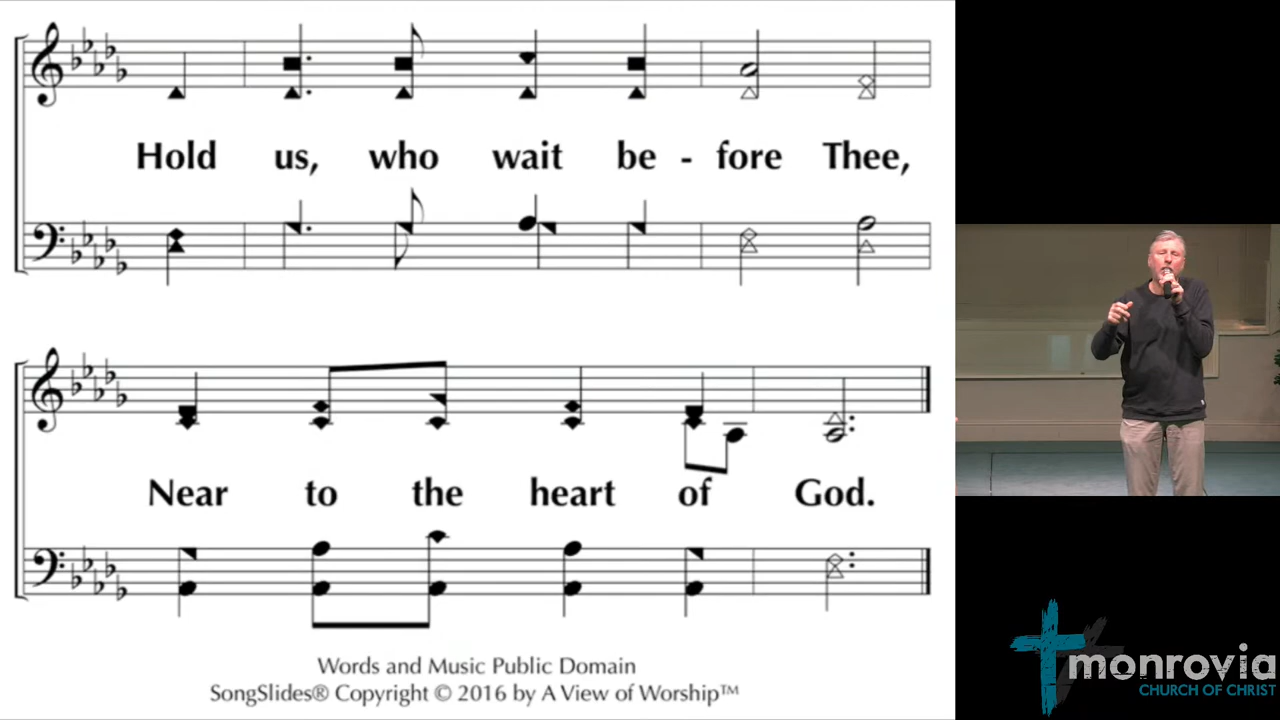 Hold us, who wait be - fore Thee,
Near to the heart of God.
Words and Music Public Domain
SongSlides® Copyright © 2016 by A View of Worship™
monrovia
CHURCH OF CHRIST